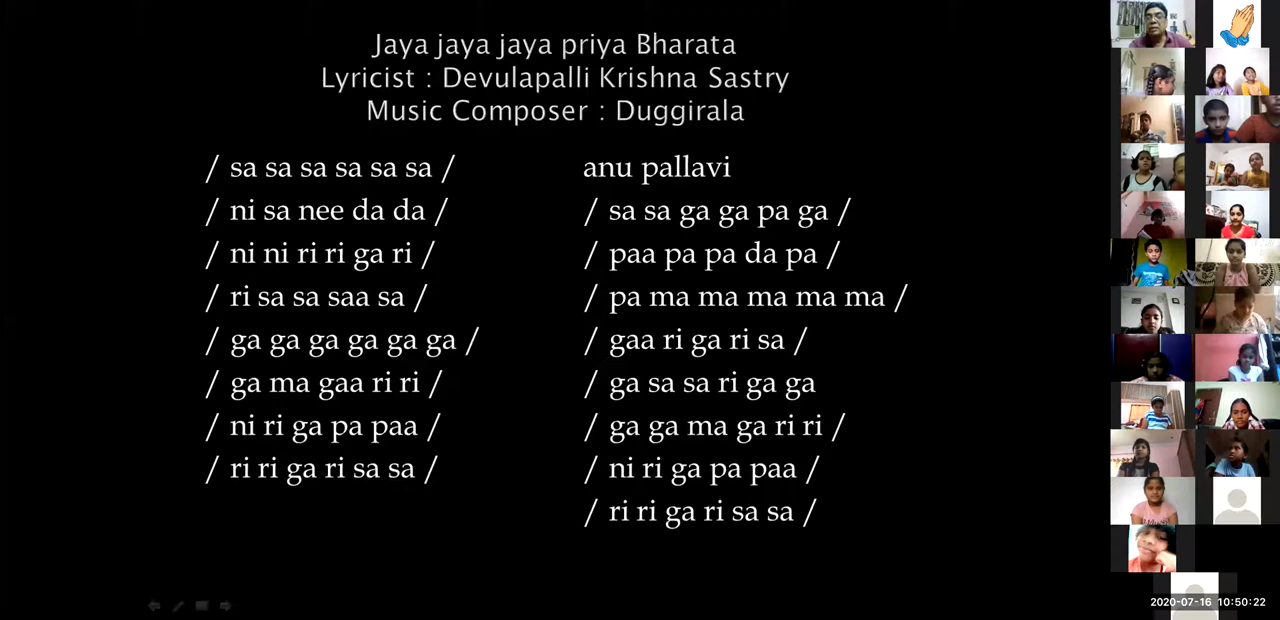 Jaya jaya jaya priya Bharata
Lyricist : Devulapalli Krishna Sastry
Music Composer : Duggirala
/ sa sa sa sa sa sa /
/ ni sa nee da da /
/ ni ni ri ri ga ri /
/ ri sa sa saa sa /
/ ga ga ga ga ga ga /
/ ga ma gaa ri ri /
/ ni ri ga pa paa /
/ ri ri ga ri sa sa /
anu pallavi
/ sa sa ga ga pa ga /
/ paa pa pa da pa /
/ pa ma ma ma ma ma /
/ gaa ri ga ri sa /
/ ga sa sa ri ga ga
/ ga ga ma ga ri ri /
/ ni ri ga pa paa /
/ ri ri ga ri sa sa /
2020-07-16 10:50:22